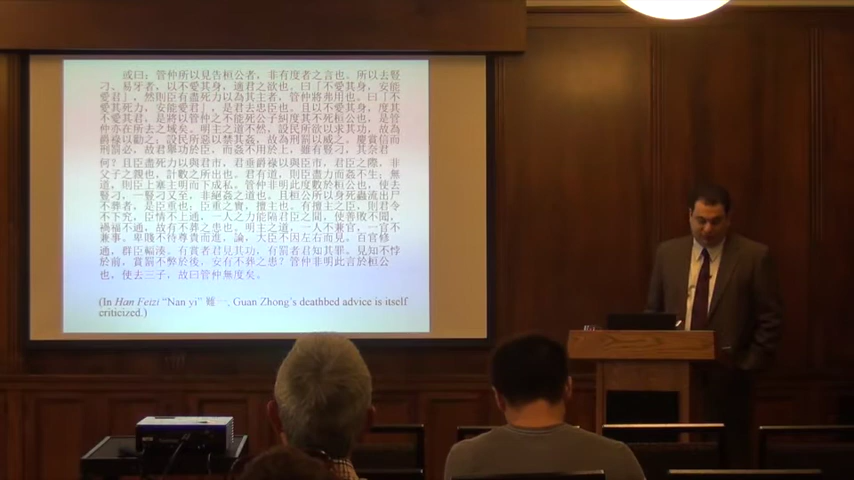 或曰：管仲所以見告桓公者，非有度者之言也。所以去豎
刁、易牙者，以不愛其身，適君之欲也。曰『不愛其身，安能
愛君』，然則臣有盡死力以為其主者，管仲將弗用也。曰『不
愛其死力，安能愛君』，是君去忠臣也。且以不愛其身，度其
不愛其君，是將以管仲之不能死公子糾度其不死桓公也，是管
仲亦在所去之域矣。明主之道不然，設民所欲以求其功，故為
爵祿以勸之；設民所惡以禁其姦，故為刑罰以威之。慶賞信而
刑罰必，故君舉功於臣，而姦不用於上，雖有豎刁，其奈君
何？且臣盡死力以與君市，君垂爵祿以與臣市，君臣之際，非
父子之親也，計數之所出也。君有道，則臣盡力而姦不生；無
道，則臣上塞主明而下成私。管仲非明此度數於桓公也，使去
豎刁，一豎刁又至，非絕姦之道也。且桓公所以身死蟲流出尸
不葬者，是臣重也；臣重之實，擅主也。有擅主之臣，則君令
不下究，臣情不上通，一人之力能隔君臣之間，使善敗不聞，
禍福不通，故有不葬之患也。明主之道，一人不兼官，一官不
兼事。卑賤不待尊貴而進，論，大臣不因左右而見。百官修
通，群臣輻湊。有賞者君見其功，有罰者君知其罪。見知不悖
於前，賞罰不弊於後，安有不葬之患？管仲非明此言於桓公
也，使去三子，故曰管仲無度矣。
(In Han Feizi “Nan yi” 難一, Guan Zhong’s deathbed advice is itself
criticized.)